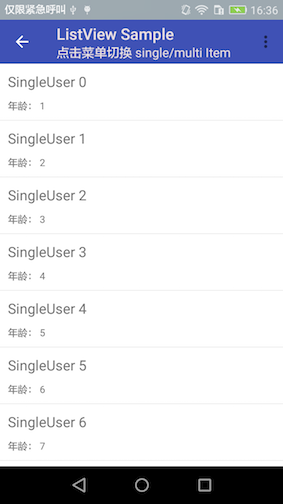 仅限紧急呼叫
16:36
ListView Sample
点击菜单切换 single/multi Item
SingleUser 0
年龄： 1
SingleUser 1
年龄： 2
SingleUser 2
年龄： 3
SingleUser 3
年龄： 4
SingleUser 4
年龄： 5
SingleUser 5
年龄： 6
SingleUser 6
年龄： 7